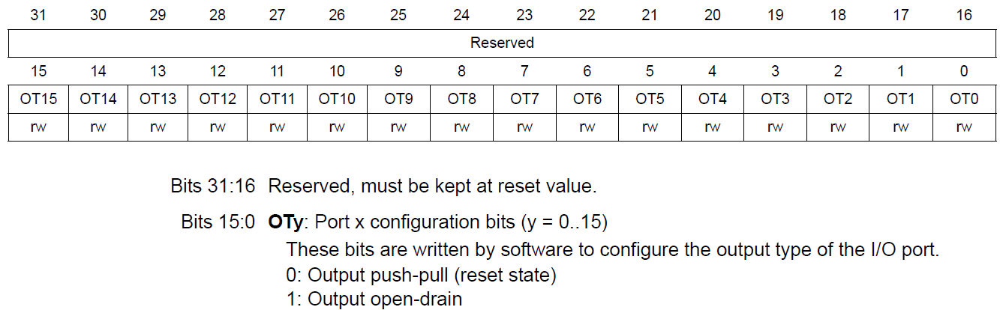 31 30 29 28 27 26 25 24 23 22 21 20 19 18 17 16
Reserved
15 14 13 12 11 10 9 8 7 6 5 4 3 2 1 0
OT15 OT14 OT13 OT12 OT11 OT10 OT9 OT8 OT7 OT6 OT5 OT4 OT3 OT2 OT1 OT0
rw rw rw rw rw rw rw rw rw rw rw rw rw rw rw rw
Bits 31:16 Reserved, must be kept at reset value.
Bits 15:0 OTy: Port x configuration bits (y = 0..15)
These bits are written by software to configure the output type of the I/O port.
0: Output push-pull (reset state)
1: Output open-drain